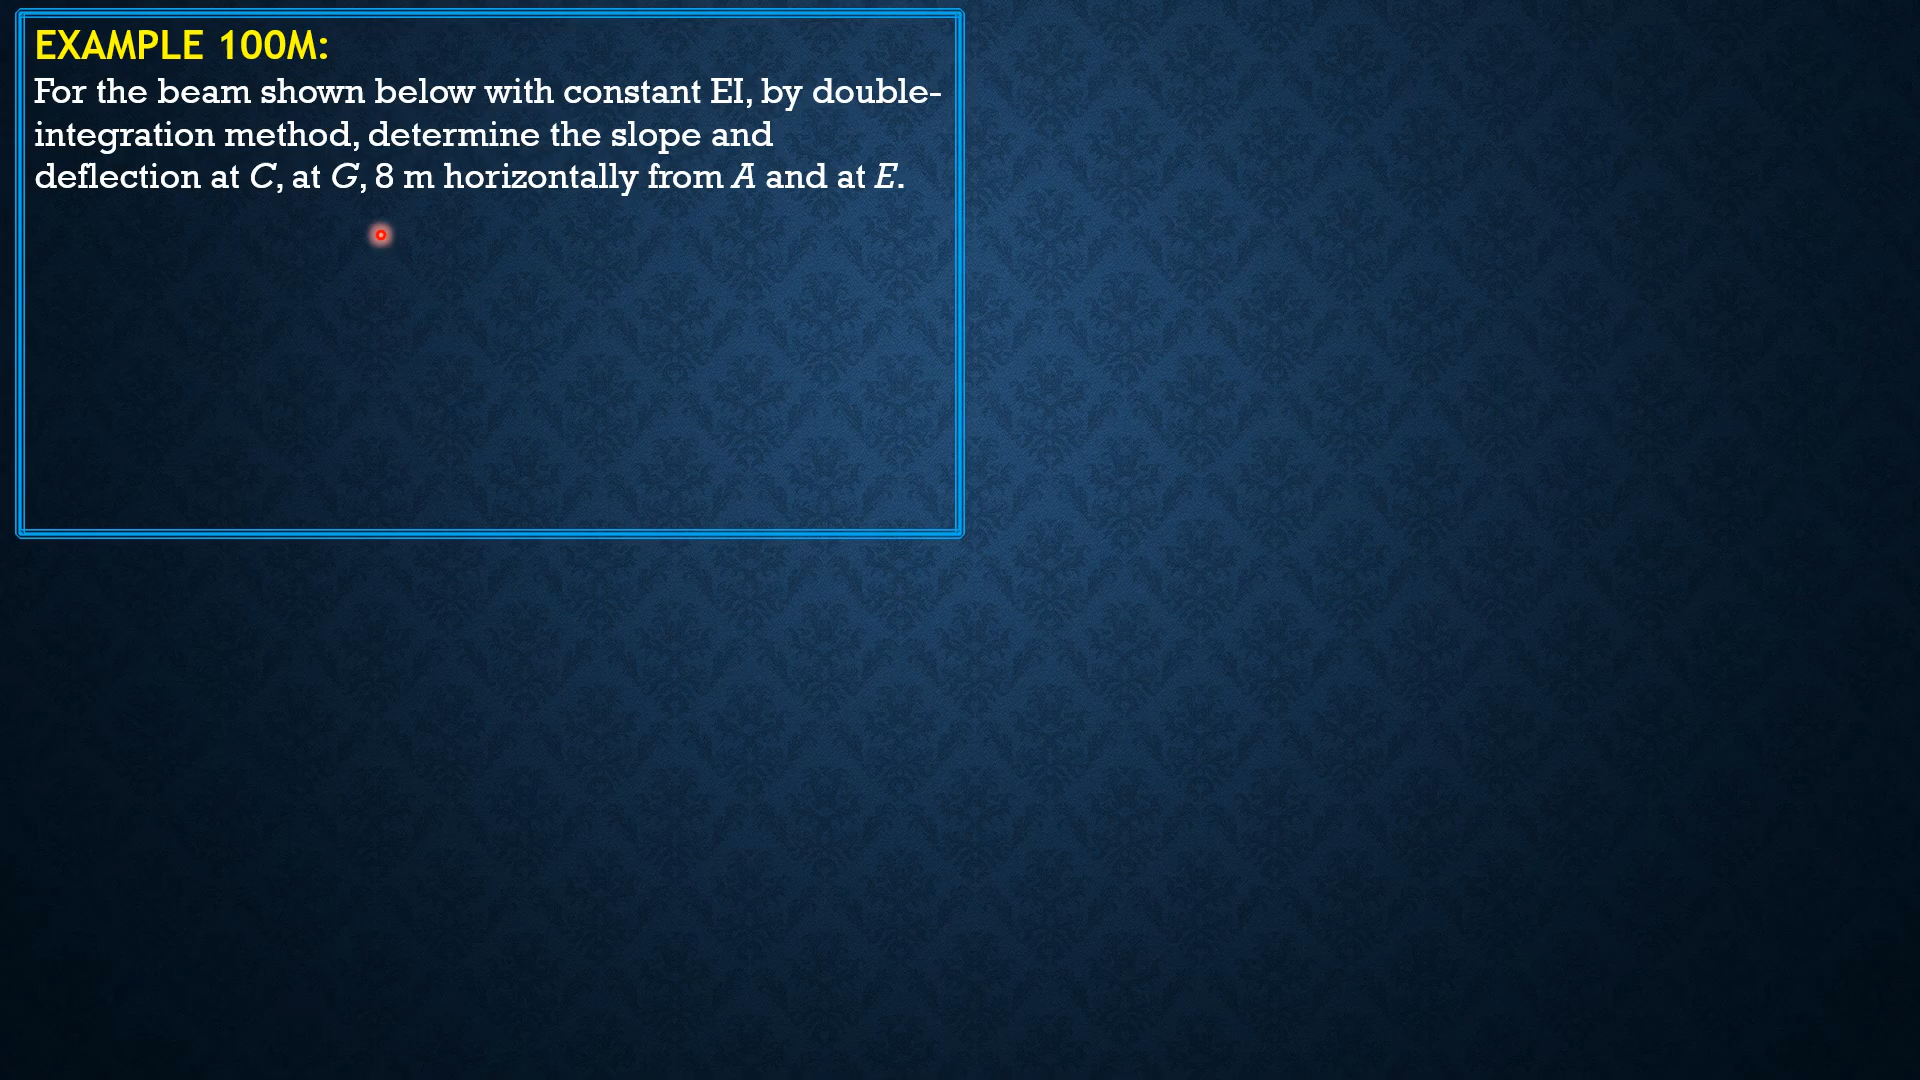 EXAMPLE 100M:
For the beam shown below with constant EI, by double-
integration method, determine the slope and
deflection at C, at G, 8 m horizontally from A and at E.